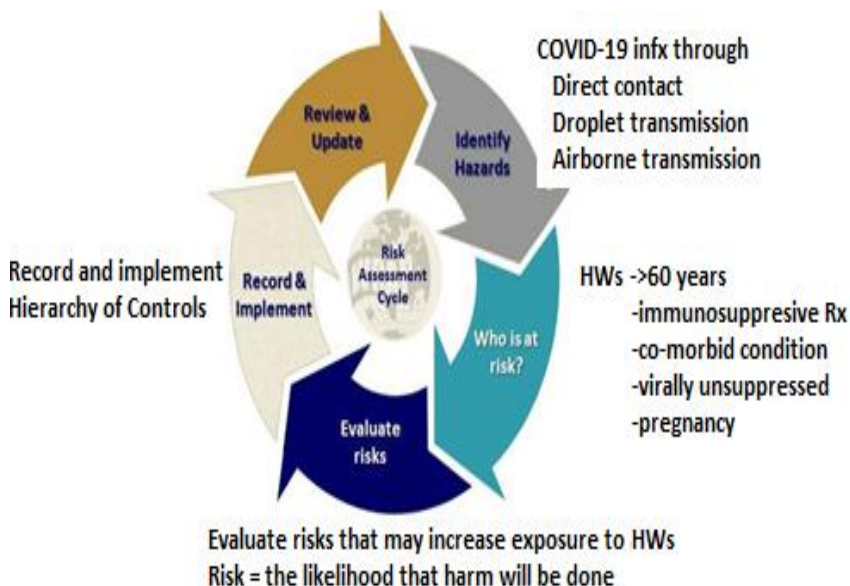 COVID-19 infx through
Direct contact
Droplet transmission
Airborne transmission
Review &
Update
Identify
Hazards
Risk
Assessment
Cycle
Record and implement
Hierarchy of Controls
Record &
Implement
HWs ->60 years
-immunosuppresive Rx
-co-morbid condition
-virally unsuppressed
-pregnancy
Who is at
risk?
Evaluate
risks
Evaluate risks that may increase exposure to HWs
Risk = the likelihood that harm will be done